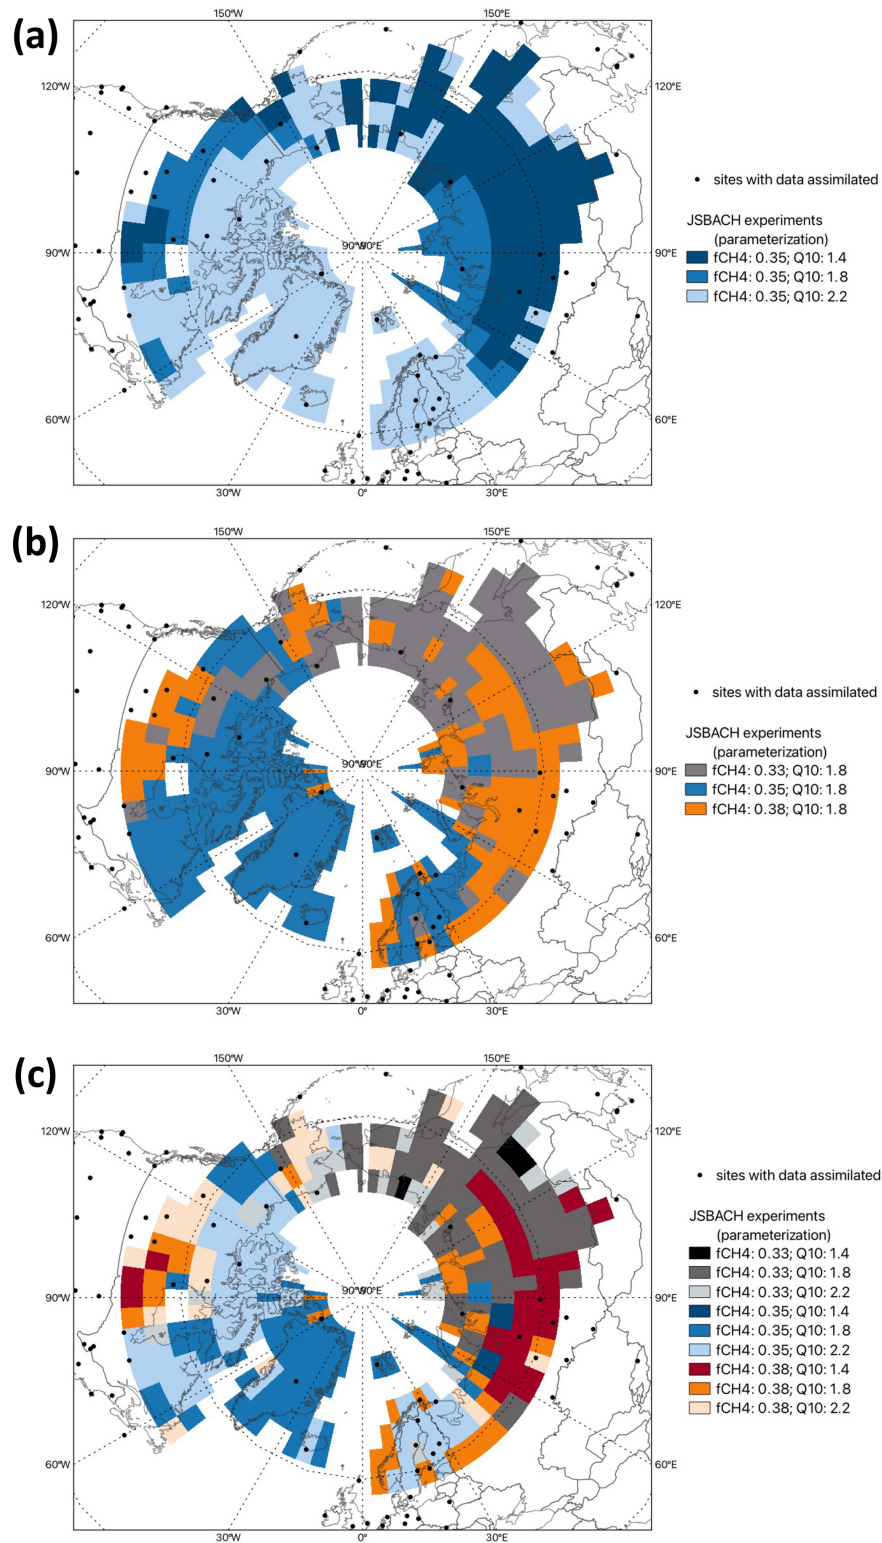 (a)
150°W
150°E
120°W
120°E
90°W
90°W90°E
90°E
60°W
60°E
30°W
0°
30°E
sites with data assimilated
JSBACH experiments
(parameterization)
fCH4: 0.35; Q10: 1.4
fCH4: 0.35; Q10: 1.8
fCH4: 0.35; Q10: 2.2
(b)
150°W
150°E
120°W
120°E
90°W
90°W90°E
90°E
60°W
60°E
30°W
0°
30°E
sites with data assimilated
JSBACH experiments
(parameterization)
fCH4: 0.33; Q10: 1.8
fCH4: 0.35; Q10: 1.8
fCH4: 0.38; Q10: 1.8
(c)
150°W
150°E
120°W
120°E
90°W
90°W90°E
90°E
60°W
60°E
30°W
0°
30°E
sites with data assimilated
JSBACH experiments
(parameterization)
fCH4: 0.33; Q10: 1.4
fCH4: 0.33; Q10: 1.8
fCH4: 0.33; Q10: 2.2
fCH4: 0.35; Q10: 1.4
fCH4: 0.35; Q10: 1.8
fCH4: 0.35; Q10: 2.2
fCH4: 0.38; Q10: 1.4
fCH4: 0.38; Q10: 1.8
fCH4: 0.38; Q10: 2.2